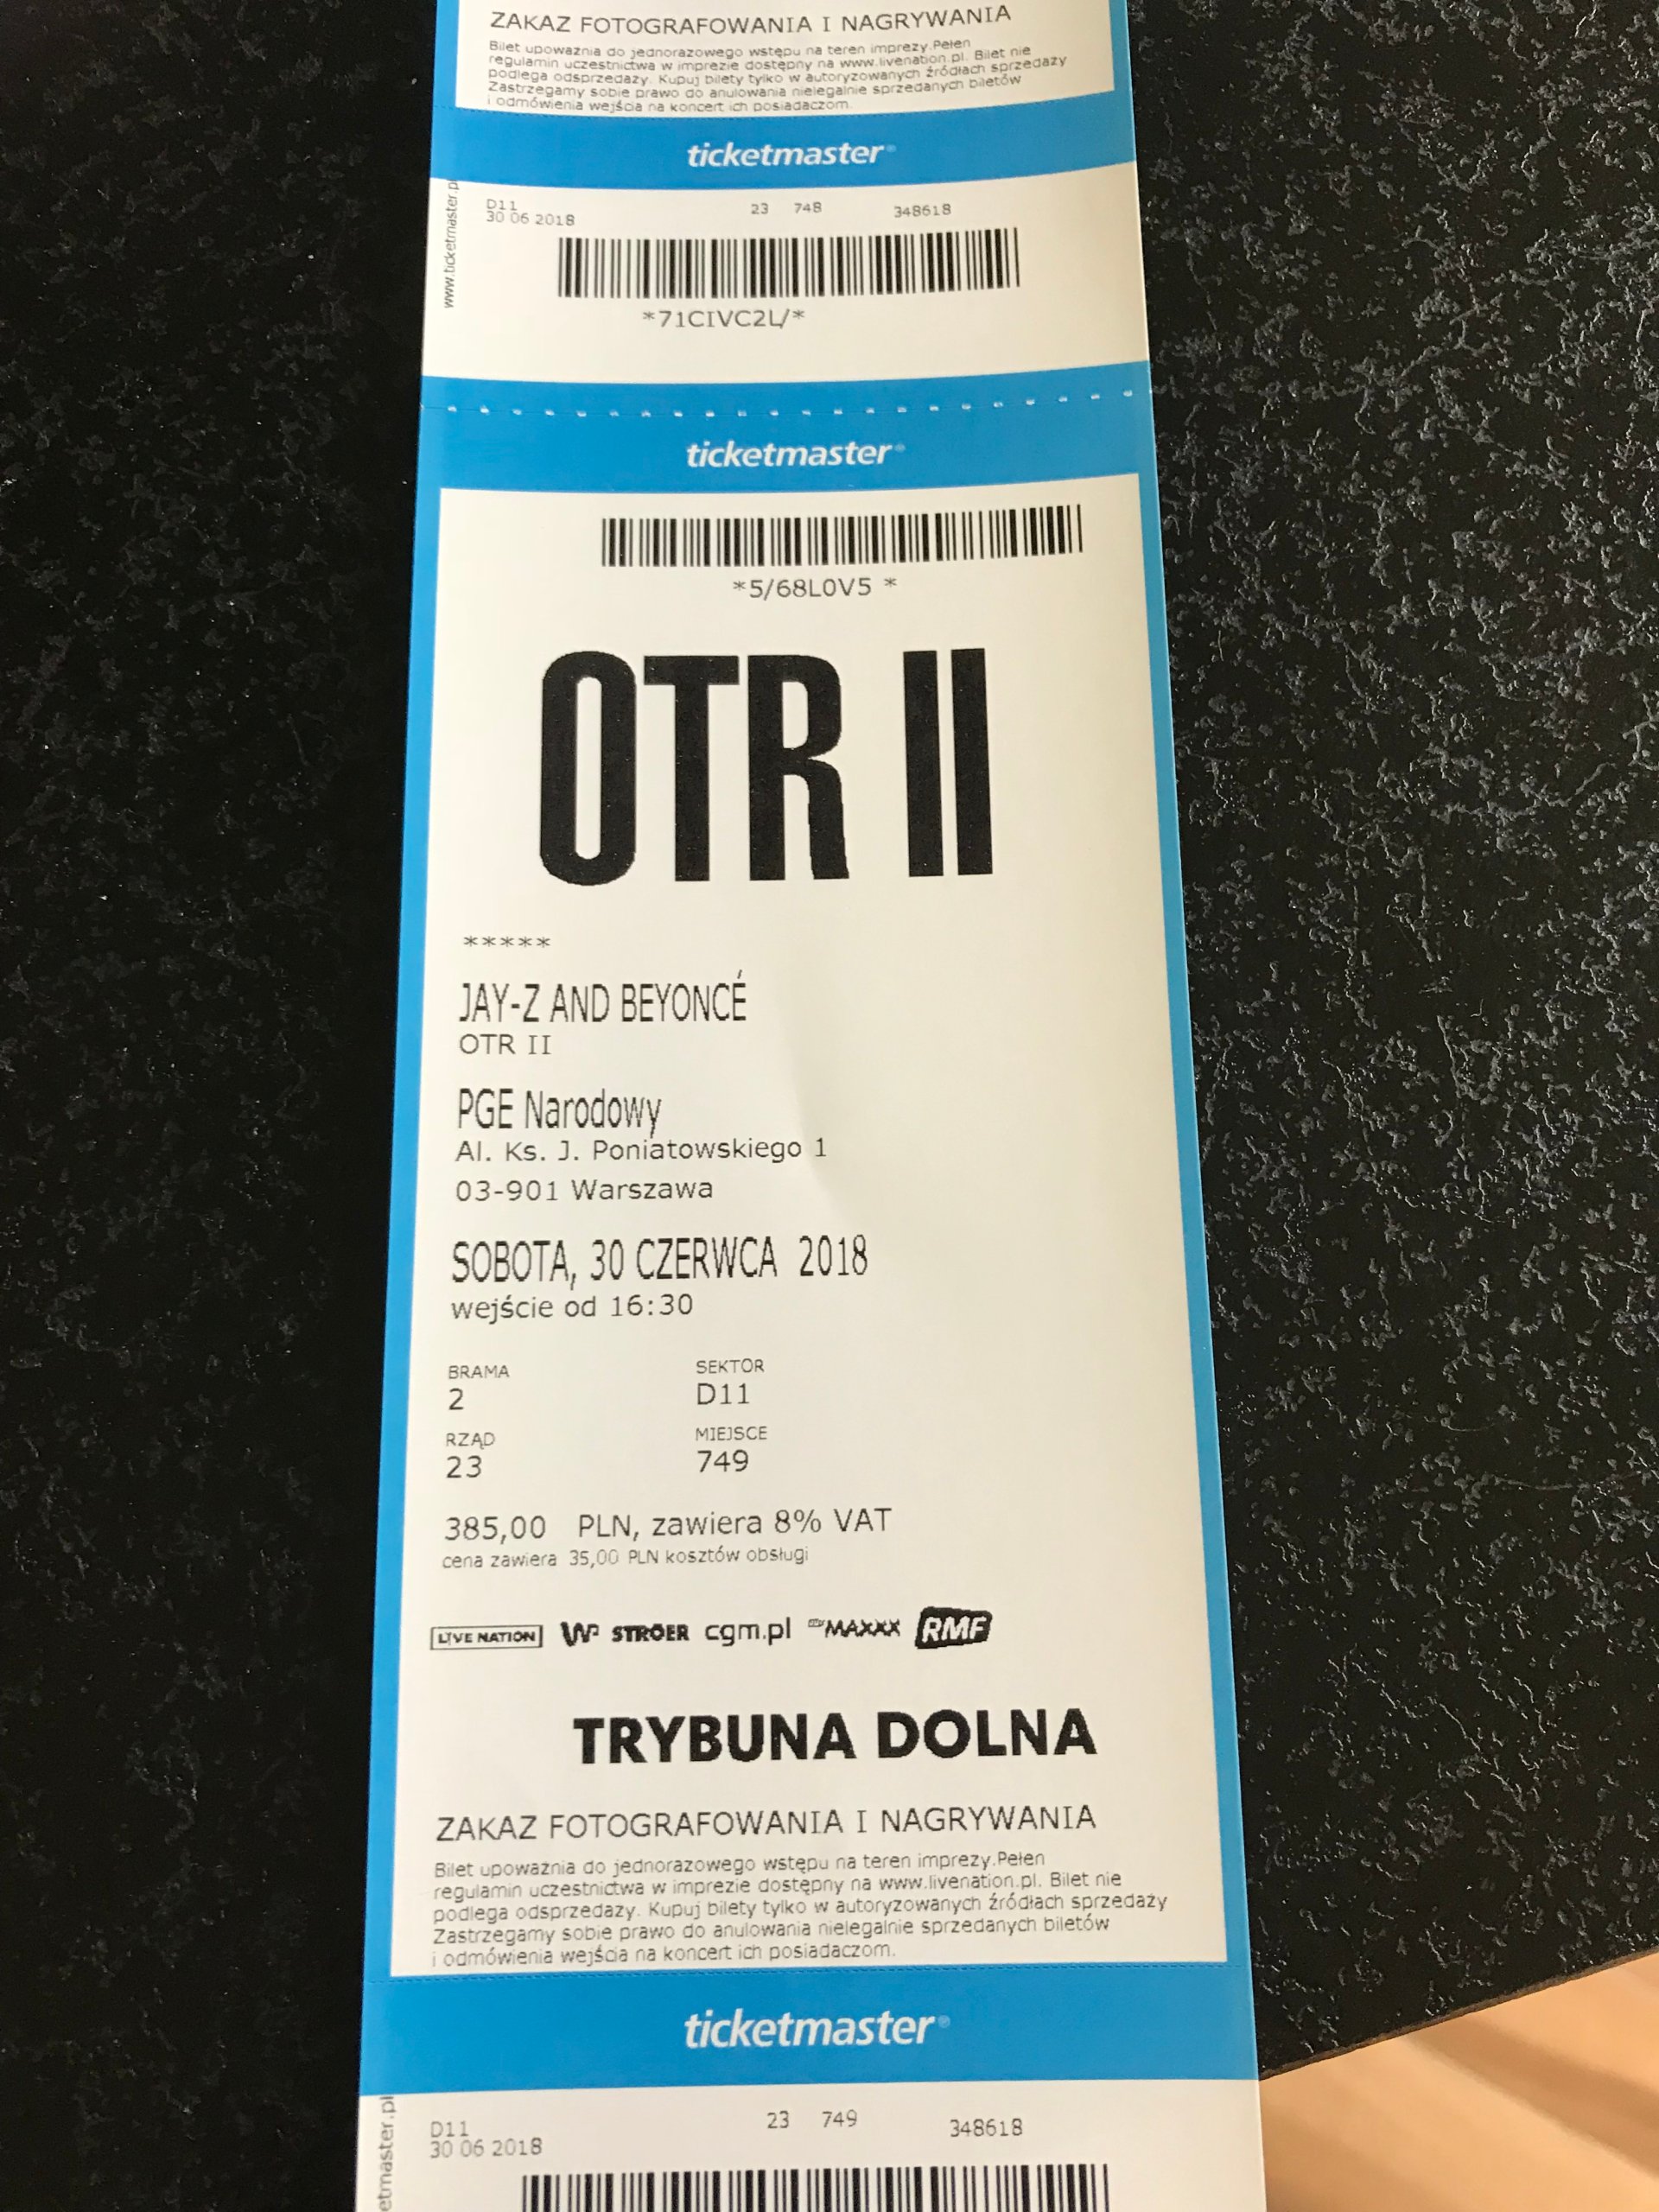 ZAKAZ FOTOGRAFOWANIA I NAGRYWANIA
Bilet upoważnia do jednorazowego wstępu na teren imprezy.Pełen
regulamin uczestnictwa w imprezie dostępny na www.livenation.pl. Bilet nie
podlega odsprzedaży. Kupuj bilety tylko w autoryzowanych źródłach sprzedaży
Zastrzegamy sobie prawo do anulowania nielegalnie sprzedanych biletów
i odmówienia wejścia na koncert ich posiadaczom.
ticketmaster®
www.ticketmaster.p
D11 23 748 348618
30 06 2018
*71CIVC2L/*
ticketmaster®
*5/68L0V5 *
OTR II
*****
JAY-Z AND BEYONCÉ
OTR II
PGE Narodowy
Al. Ks. J. Poniatowskiego 1
03-901 Warszawa
SOBOTA, 30 CZERWCA 2018
wejście od 16:30
BRAMA SEKTOR
2 D11
RZĄD MIEJSCE
23 749
385,00 PLN, zawiera 8% VAT
cena zawiera 35,00 PLN kosztów obsługi
LIVE NATION WP STRÖER cgm.pl MAXXX RMF
TRYBUNA DOLNA
ZAKAZ FOTOGRAFOWANIA I NAGRYWANIA
Bilet upoważnia do jednorazowego wstępu na teren imprezy.Pełen
regulamin uczestnictwa w imprezie dostępny na www.livenation.pl. Bilet nie
podlega odsprzedaży. Kupuj bilety tylko w autoryzowanych źródłach sprzedaży
Zastrzegamy sobie prawo do anulowania nielegalnie sprzedanych biletów
i odmówienia wejścia na koncert ich posiadaczom.
ticketmaster®
etmaster.pl
D11 23 749 348618
30 06 2018